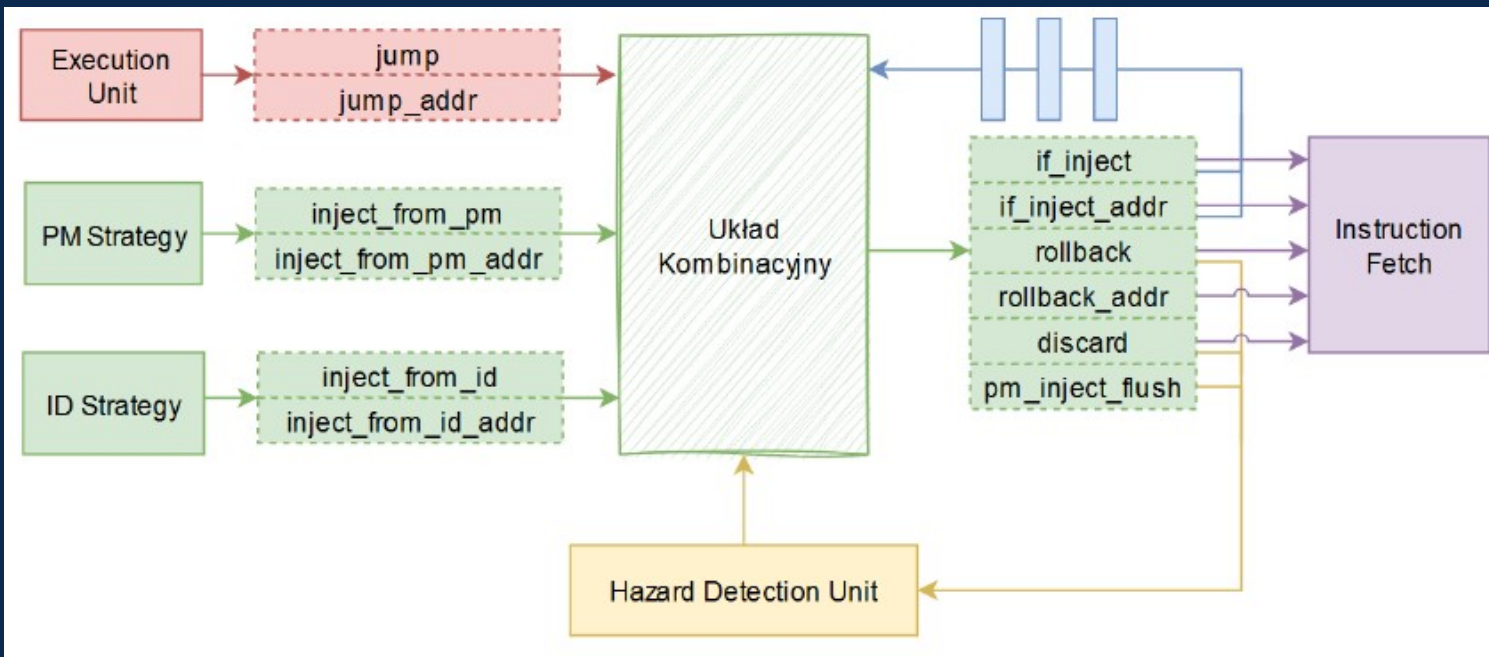 Execution
Unit
jump
jump_addr
PM Strategy
inject_from_pm
inject_from_pm_addr
ID Strategy
inject_from_id
inject_from_id_addr
Układ
Kombinacyjny
if_inject
if_inject_addr
rollback
rollback_addr
discard
pm_inject_flush
Instruction
Fetch
Hazard Detection Unit